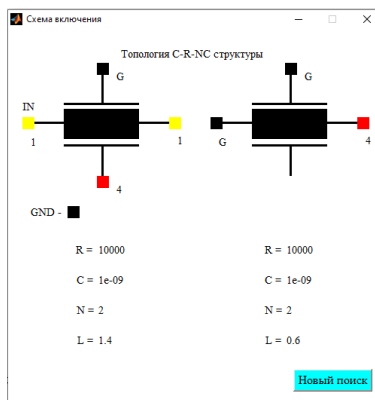 Схема включения
Топология C-R-NC структуры
G G
IN
1 1 G 4
4
GND -
R = 10000 R = 10000
C = 1e-09 C = 1e-09
N = 2 N = 2
L = 1.4 L = 0.6
Новый поиск